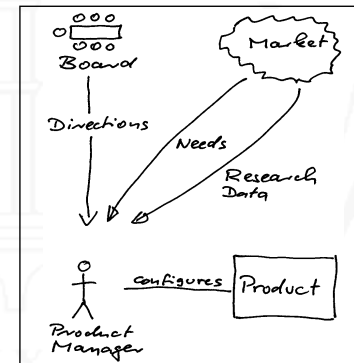 Board
Market
Directions
Needs
Research
Data
configures
Product
Product
Manager